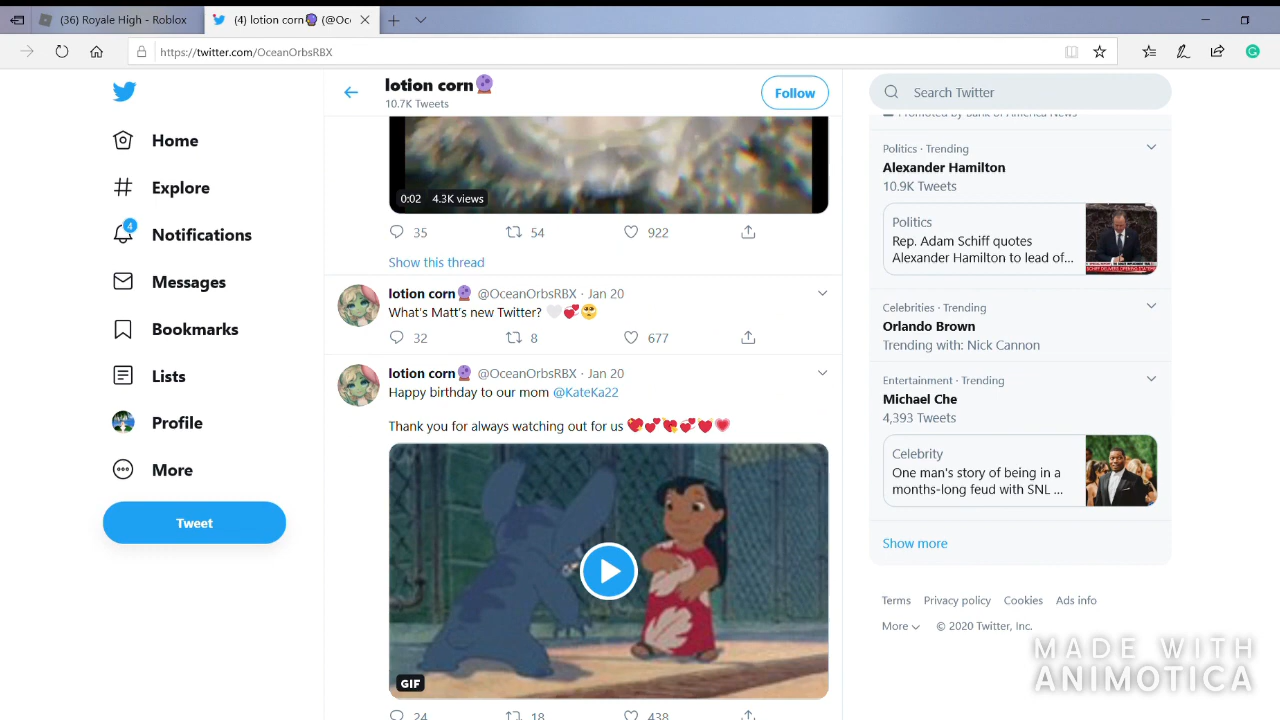 (36) Royale High - Roblox
(4) lotion corn🔮 (@Oc
https://twitter.com/OceanOrbsRBX
lotion corn🔮
10.7K Tweets
Follow
Search Twitter
Home
Explore
4
Notifications
Messages
Bookmarks
Lists
Profile
More
Tweet
0:02 4.3K views
35 54 922
Show this thread
lotion corn🔮 @OceanOrbsRBX · Jan 20
What's Matt's new Twitter? 🤍💞🥺
32 8 677
lotion corn🔮 @OceanOrbsRBX · Jan 20
Happy birthday to our mom @KateKa22
Thank you for always watching out for us 💖💕💘💞💓💗
GIF
24 18 438
Promoted by Bank of America News
Politics · Trending
Alexander Hamilton
10.9K Tweets
Politics
Rep. Adam Schiff quotes
Alexander Hamilton to lead of...
SCHIFF DELIVERS OPENING STATEM
Celebrities · Trending
Orlando Brown
Trending with: Nick Cannon
Entertainment · Trending
Michael Che
4,393 Tweets
Celebrity
One man's story of being in a
months-long feud with SNL ...
Show more
Terms Privacy policy Cookies Ads info
More © 2020 Twitter, Inc.
MADE WITH
ANIMOTICA